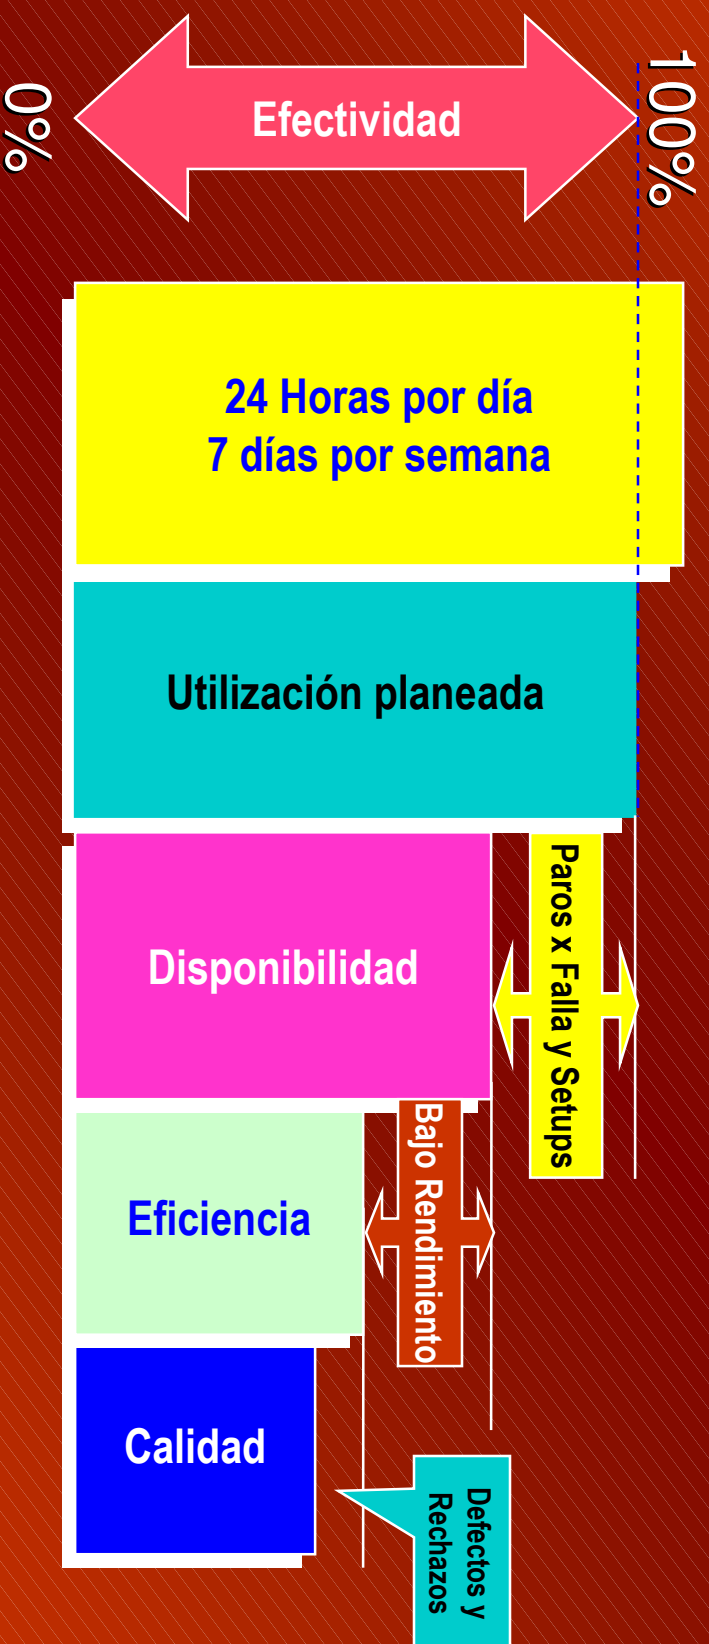 0%
100%
Efectividad
24 Horas por día
7 días por semana
Utilización planeada
Disponibilidad
Paros x Falla y Setups
Eficiencia
Bajo Rendimiento
Calidad
Defectos y
Rechazos